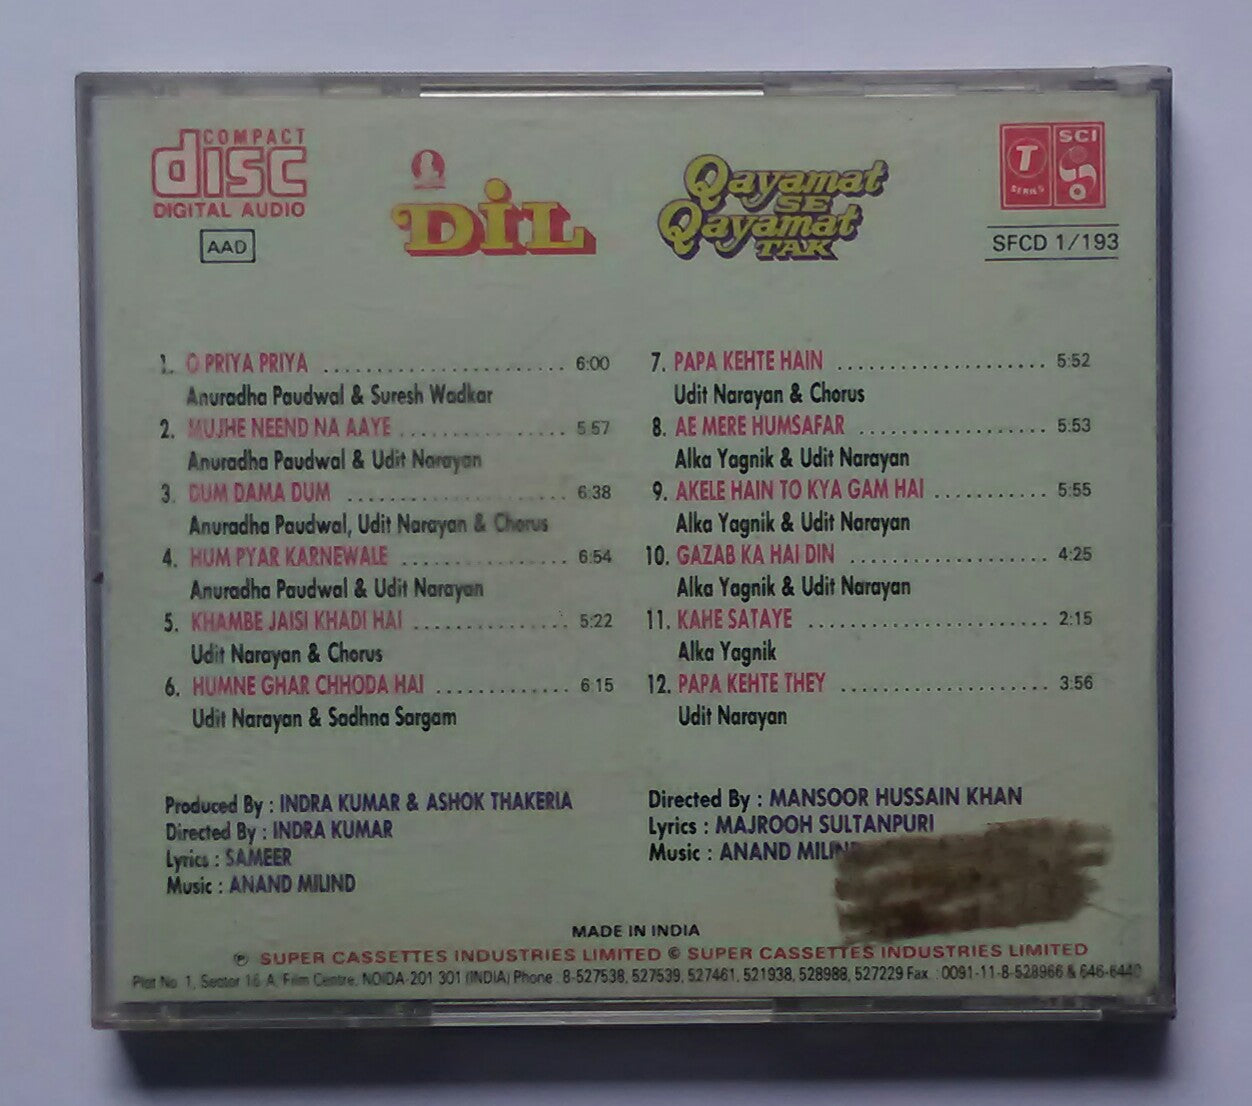 COMPACT
disc
DIGITAL AUDIO
AAD
DiL
Qayamat
SE
Qayamat
TAK
T
SERIES
SCI
SFCD 1/193
1. O PRIYA PRIYA ........................ 6:00
Anuradha Paudwal & Suresh Wadkar
2. MUJHE NEEND NA AAYE ................ 5:57
Anuradha Paudwal & Udit Narayan
3. DUM DAMA DUM ...................... 6:38
Anuradha Paudwal, Udit Narayan & Chorus
4. HUM PYAR KARNEWALE ................ 6:54
Anuradha Paudwal & Udit Narayan
5. KHAMBE JAISI KHADI HAI ............... 5:22
Udit Narayan & Chorus
6. HUMNE GHAR CHHODA HAI ............. 6:15
Udit Narayan & Sadhna Sargam
7. PAPA KEHTE HAIN ..................... 5:52
Udit Narayan & Chorus
8. AE MERE HUMSAFAR ................... 5:53
Alka Yagnik & Udit Narayan
9. AKELE HAIN TO KYA GAM HAI ........... 5:55
Alka Yagnik & Udit Narayan
10. GAZAB KA HAI DIN .................... 4:25
Alka Yagnik & Udit Narayan
11. KAHE SATAYE ........................ 2:15
Alka Yagnik
12. PAPA KEHTE THEY ..................... 3:56
Udit Narayan
Produced By : INDRA KUMAR & ASHOK THAKERIA
Directed By : INDRA KUMAR
Lyrics : SAMEER
Music : ANAND MILIND
Directed By : MANSOOR HUSSAIN KHAN
Lyrics : MAJROOH SULTANPURI
Music : ANAND MILIND
MADE IN INDIA
℗ SUPER CASSETTES INDUSTRIES LIMITED © SUPER CASSETTES INDUSTRIES LIMITED
Plot No. 1, Sector 16 A, Film Centre, NOIDA-201 301 (INDIA) Phone : 8-527538, 527539, 527461, 521938, 528988, 527229 Fax : 0091-11-8-528966 & 646-6440